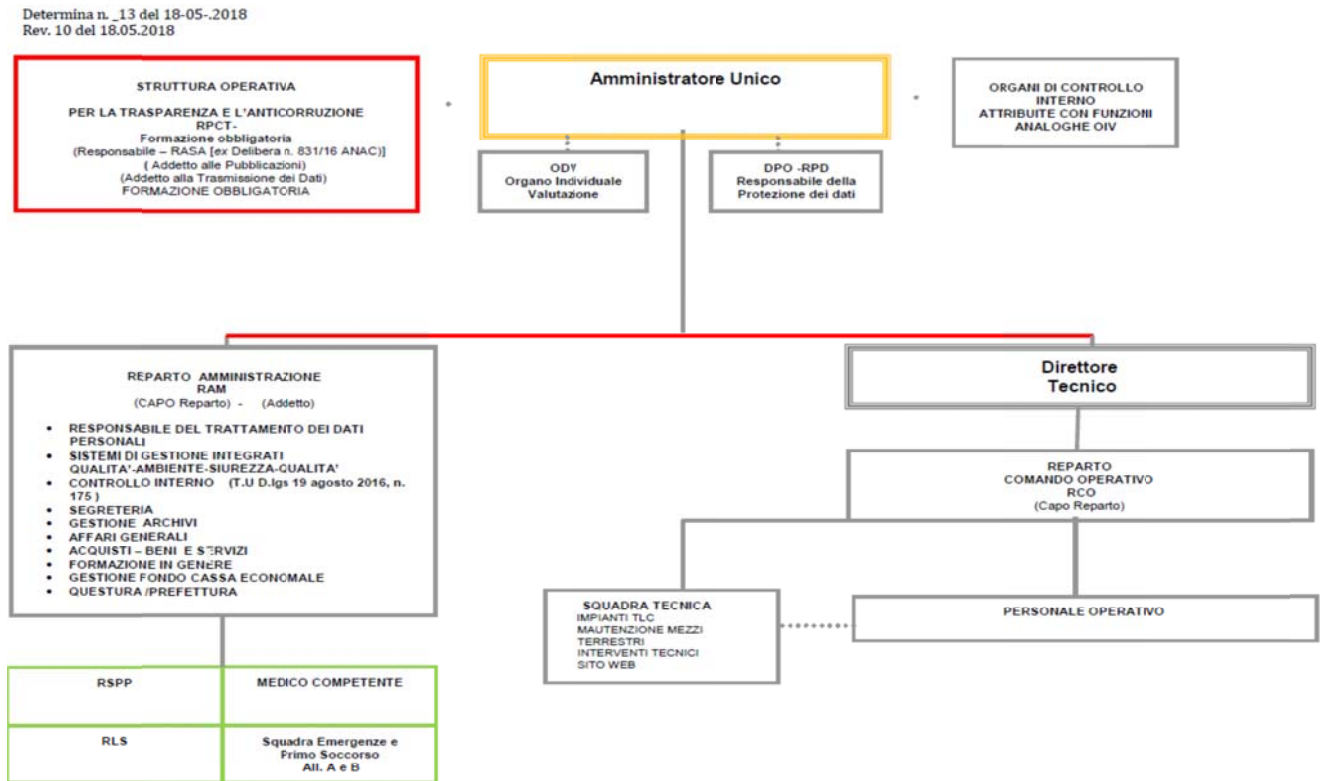 Determina n. _13 del 18-05-.2018
Rev. 10 del 18.05.2018
STRUTTURA OPERATIVA
PER LA TRASPARENZA E L'ANTICORRUZIONE
RPCT-
Formazione obbligatoria
(Responsabile – RASA [ex Delibera n. 831/16 ANAC)]
( Addetto alle Pubblicazioni)
(Addetto alla Trasmissione dei Dati)
FORMAZIONE OBBLIGATORIA
Amministratore Unico
ORGANI DI CONTROLLO
INTERNO
ATTRIBUITE CON FUNZIONI
ANALOGHE OIV
ODV
Organo Individuale
Valutazione
DPO -RPD
Responsabile della
Protezione dei dati
REPARTO AMMINISTRAZIONE
RAM
(CAPO Reparto) - (Addetto)
• RESPONSABILE DEL TRATTAMENTO DEI DATI
PERSONALI
• SISTEMI DI GESTIONE INTEGRATI
QUALITA'-AMBIENTE-SIUREZZA-QUALITA'
• CONTROLLO INTERNO (T.U D.lgs 19 agosto 2016, n.
175 )
• SEGRETERIA
• GESTIONE ARCHIVI
• AFFARI GENERALI
• ACQUISTI – BENI E SERVIZI
• FORMAZIONE IN GENERE
• GESTIONE FONDO CASSA ECONOMALE
• QUESTURA /PREFETTURA
Direttore
Tecnico
REPARTO
COMANDO OPERATIVO
RCO
(Capo Reparto)
SQUADRA TECNICA
IMPIANTI TLC
MAUTENZIONE MEZZI
TERRESTRI
INTERVENTI TECNICI
SITO WEB
PERSONALE OPERATIVO
RSPP
MEDICO COMPETENTE
RLS
Squadra Emergenze e
Primo Soccorso
All. A e B